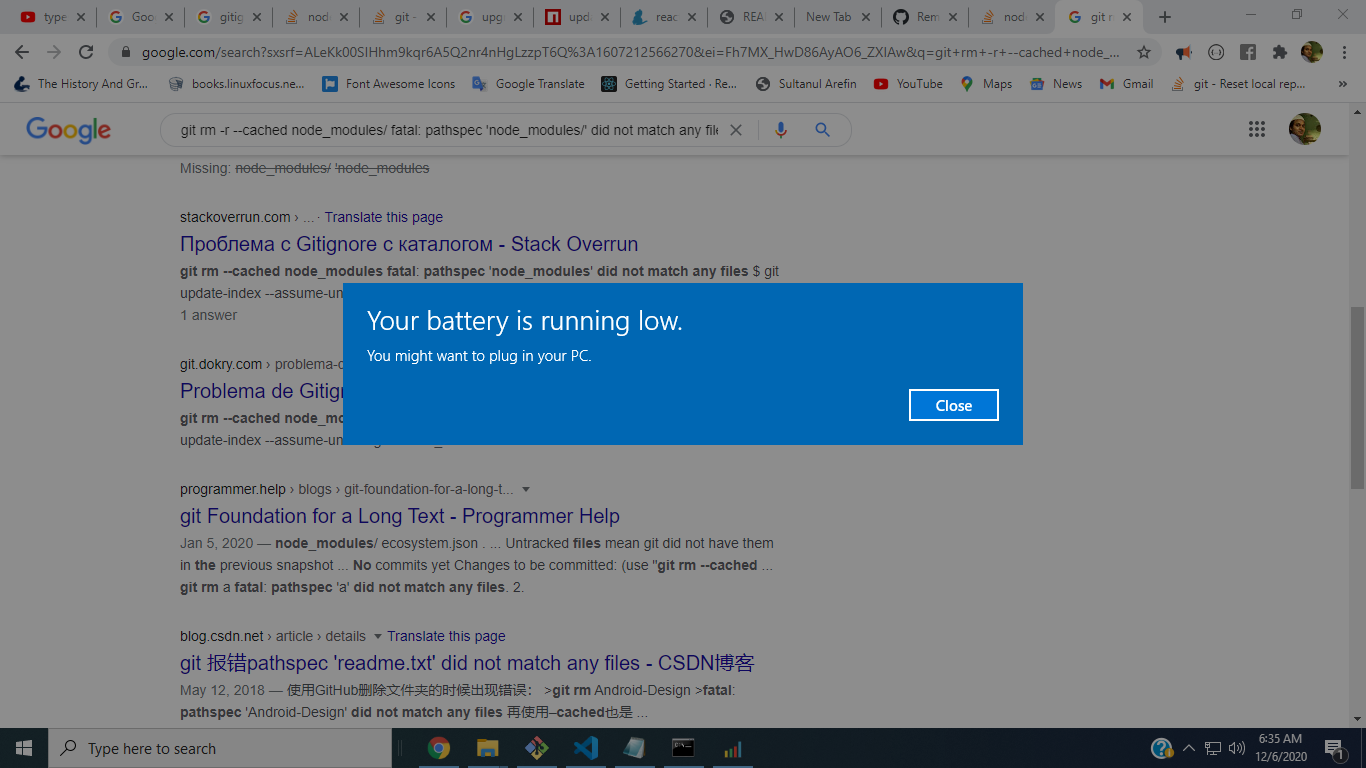 type
Goo
gitig
node
git -
upg
upda
reac
REAL
New Tab
Rem
node
git r
google.com/search?sxsrf=ALeKk00SIHhm9kqr6A5Q2nr4nHgLzzpT6Q%3A1607212566270&ei=Fh7MX_HwD86AyAO6_ZXIAw&q=git+rm+-r+--cached+node_...
The History And Gr...
books.linuxfocus.ne...
Font Awesome Icons
Google Translate
Getting Started · Re...
Sultanul Arefin
YouTube
Maps
News
Gmail
git - Reset local rep...
»
Google
git rm -r --cached node_modules/ fatal: pathspec 'node_modules/' did not match any file
Missing: node_modules/ 'node_modules
stackoverrun.com › ... · Translate this page
Проблема с Gitignore с каталогом - Stack Overrun
git rm --cached node_modules fatal: pathspec 'node_modules' did not match any files $ git
update-index --assume-un
1 answer
Your battery is running low.
You might want to plug in your PC.
Close
git.dokry.com › problema-c
Problema de Gitign
git rm --cached node_mo
update-index --assume-un
programmer.help › blogs › git-foundation-for-a-long-t...
git Foundation for a Long Text - Programmer Help
Jan 5, 2020 — node_modules/ ecosystem.json . ... Untracked files mean git did not have them
in the previous snapshot ... No commits yet Changes to be committed: (use "git rm --cached ...
git rm a fatal: pathspec 'a' did not match any files. 2.
blog.csdn.net › article › details Translate this page
git 报错pathspec 'readme.txt' did not match any files - CSDN博客
May 12, 2018 — 使用GitHub删除文件夹的时候出现错误： >git rm Android-Design >fatal:
pathspec 'Android-Design' did not match any files 再使用–cached也是 ...
Type here to search
6:35 AM
12/6/2020
1